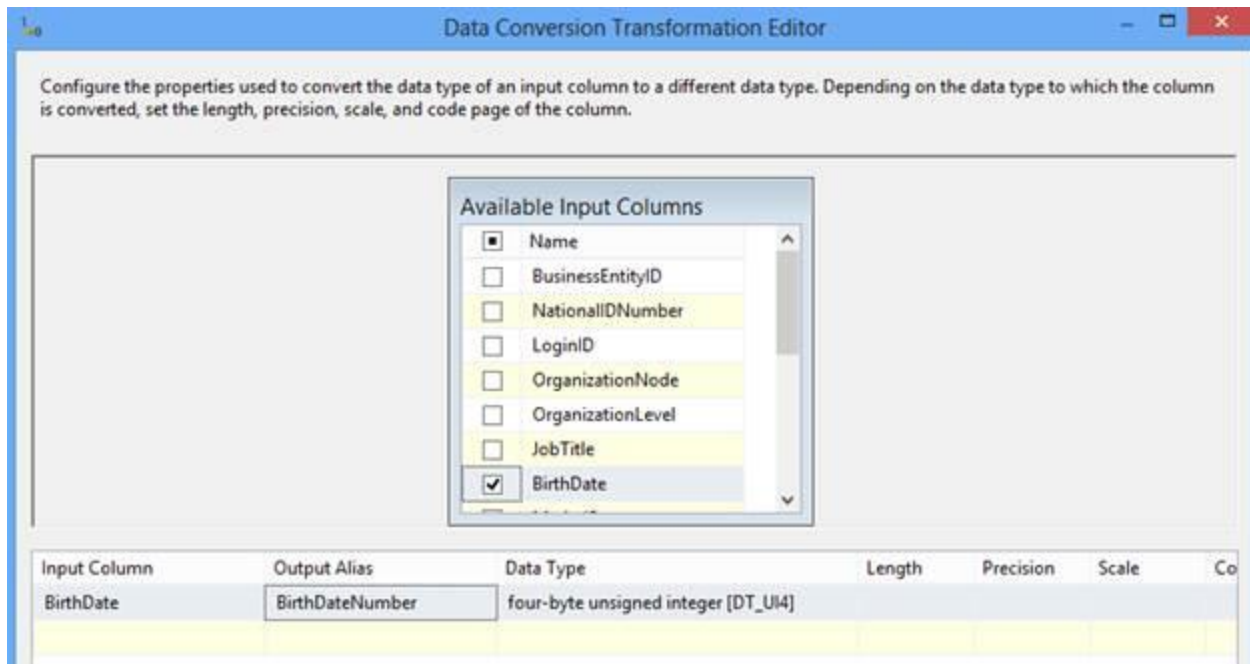 Data Conversion Transformation Editor
Configure the properties used to convert the data type of an input column to a different data type. Depending on the data type to which the column
is converted, set the length, precision, scale, and code page of the column.
Available Input Columns
Name
BusinessEntityID
NationalIDNumber
LoginID
OrganizationNode
OrganizationLevel
JobTitle
BirthDate
Input Column Output Alias Data Type Length Precision Scale Co
BirthDate BirthDateNumber four-byte unsigned integer [DT_UI4]